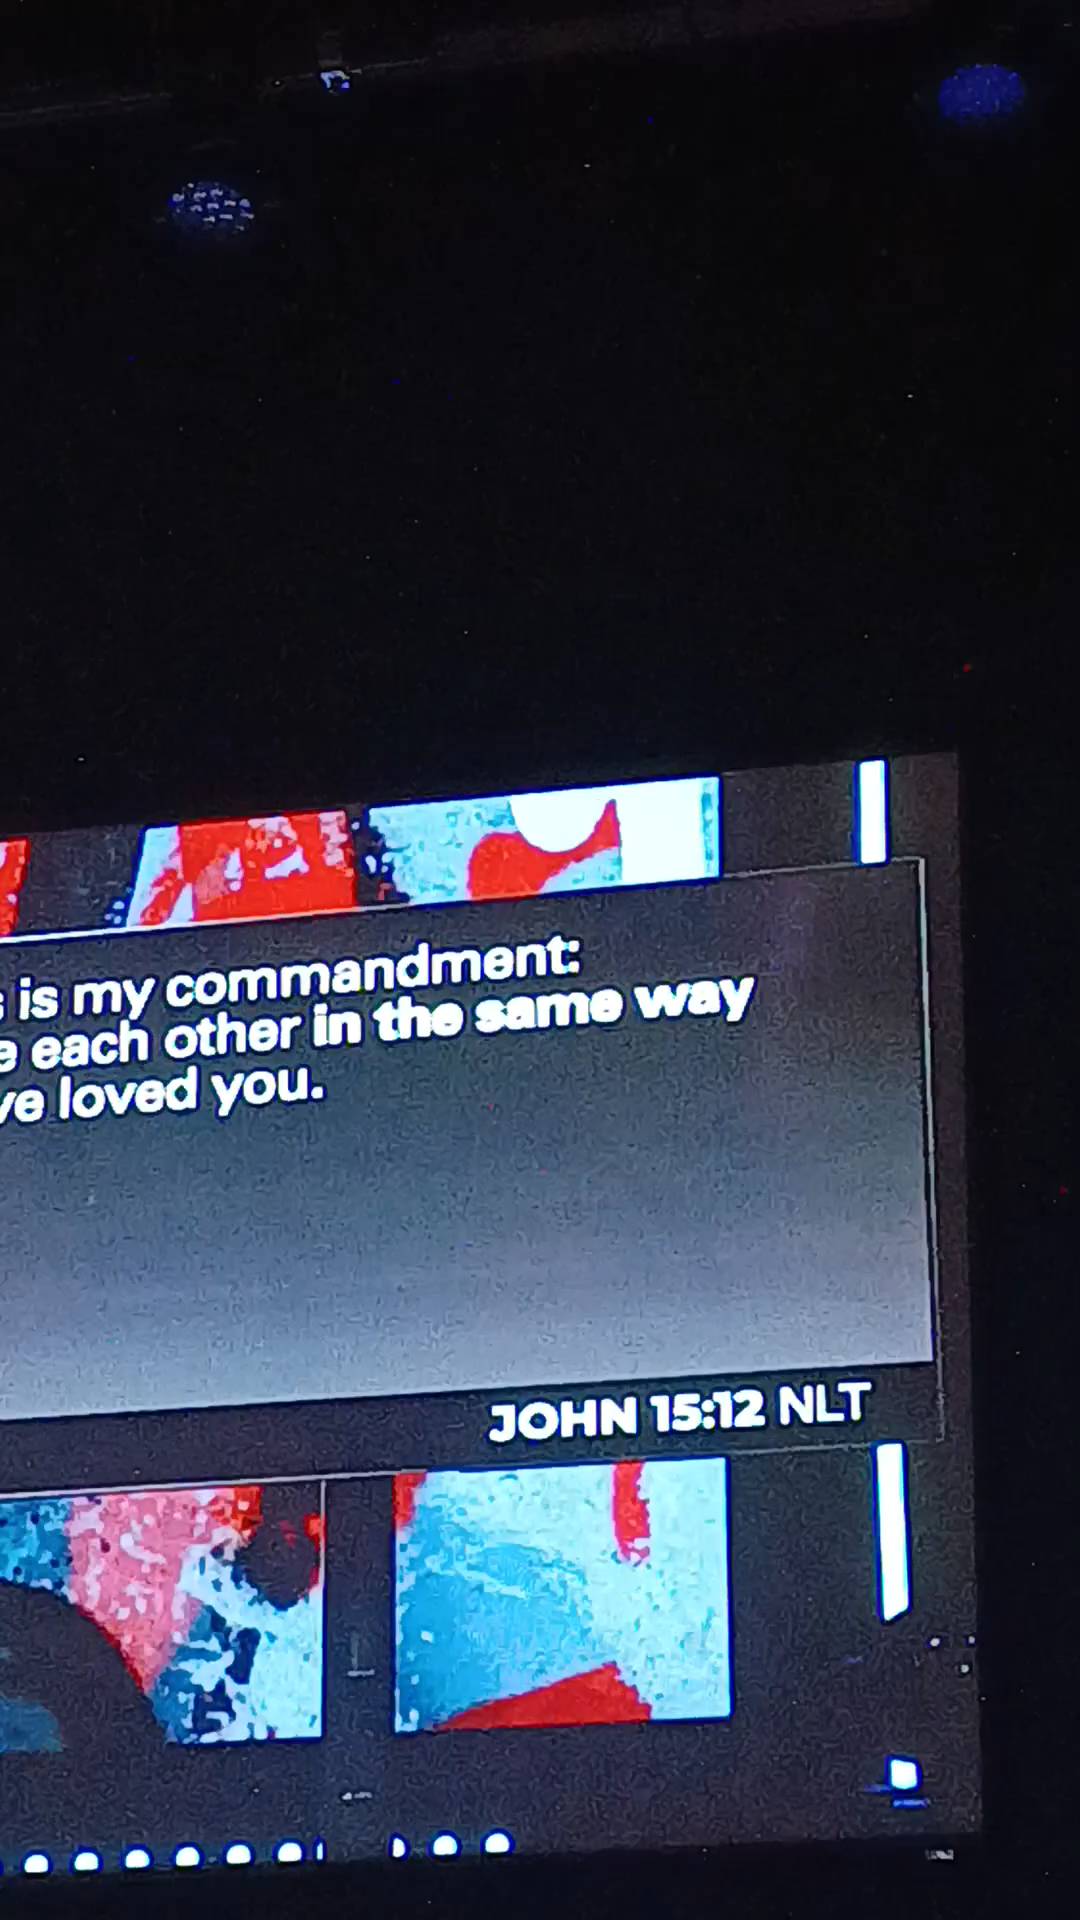 is my commandment:
each other in the same way
loved you.
JOHN 15:12 NLT